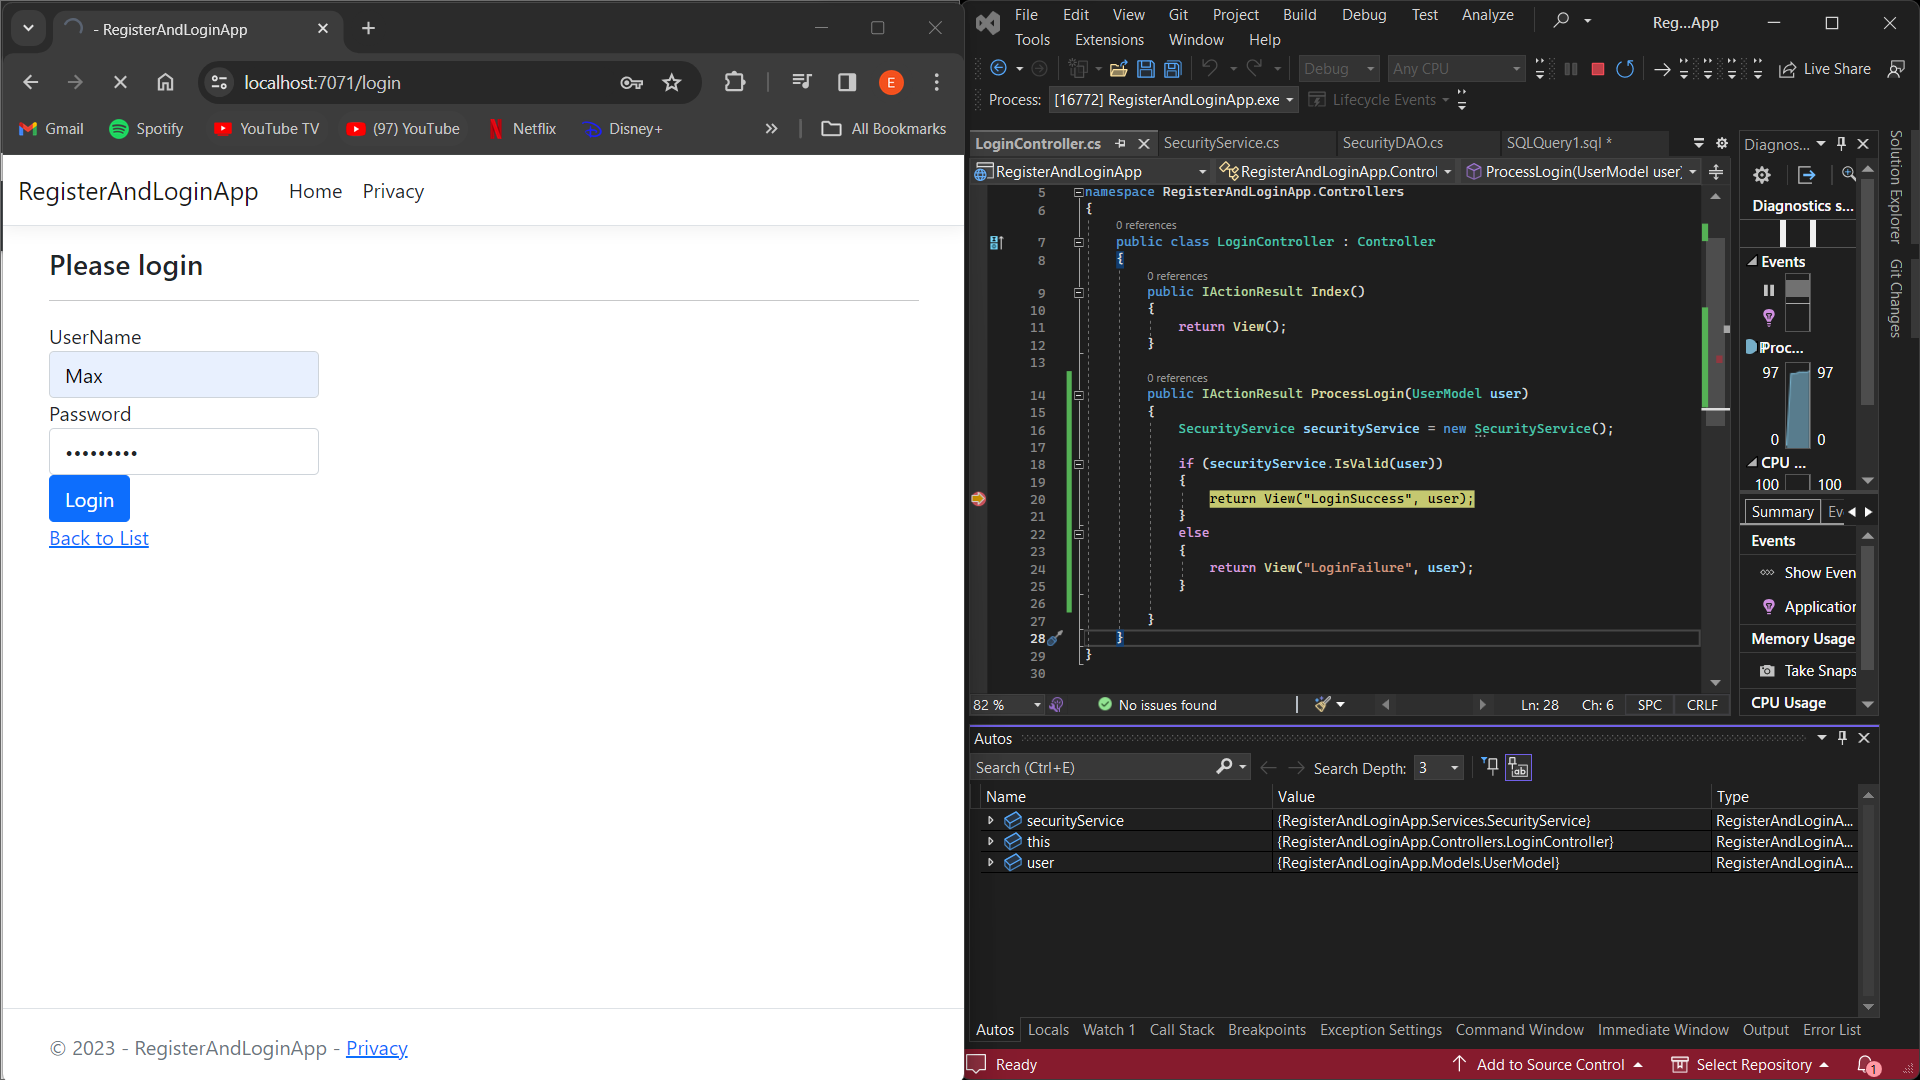 - RegisterAndLoginApp
localhost:7071/login
E
Gmail Spotify YouTube TV (97) YouTube Netflix Disney+ » All Bookmarks
RegisterAndLoginApp Home Privacy
Please login
UserName
Max
Password
•••••••••
Login
Back to List
© 2023 - RegisterAndLoginApp - Privacy
File Edit View Git Project Build Debug Test Analyze Reg...App
Tools Extensions Window Help
Debug Any CPU Live Share
Process: [16772] RegisterAndLoginApp.exe Lifecycle Events
LoginController.cs SecurityService.cs SecurityDAO.cs SQLQuery1.sql *
RegisterAndLoginApp RegisterAndLoginApp.Control ProcessLogin(UserModel user)
5 namespace RegisterAndLoginApp.Controllers
6 {
0 references
7 public class LoginController : Controller
8 {
0 references
9 public IActionResult Index()
10 {
11 return View();
12 }
13
0 references
14 public IActionResult ProcessLogin(UserModel user)
15 {
16 SecurityService securityService = new SecurityService();
17
18 if (securityService.IsValid(user))
19 {
20 return View("LoginSuccess", user);
21 }
22 else
23 {
24 return View("LoginFailure", user);
25 }
26
27 }
28 }
29 }
30
82 % No issues found Ln: 28 Ch: 6 SPC CRLF
Diagnos...
Diagnostics s...
Events
Proc...
97 97
0 0
CPU ...
100 100
Summary Ev
Events
Show Even
Application
Memory Usage
Take Snaps
CPU Usage
Solution Explorer
Git Changes
Autos
Search (Ctrl+E) Search Depth: 3
Name Value Type
securityService {RegisterAndLoginApp.Services.SecurityService} RegisterAndLoginA...
this {RegisterAndLoginApp.Controllers.LoginController} RegisterAndLoginA...
user {RegisterAndLoginApp.Models.UserModel} RegisterAndLoginA...
Autos Locals Watch 1 Call Stack Breakpoints Exception Settings Command Window Immediate Window Output Error List
Ready Add to Source Control Select Repository 1